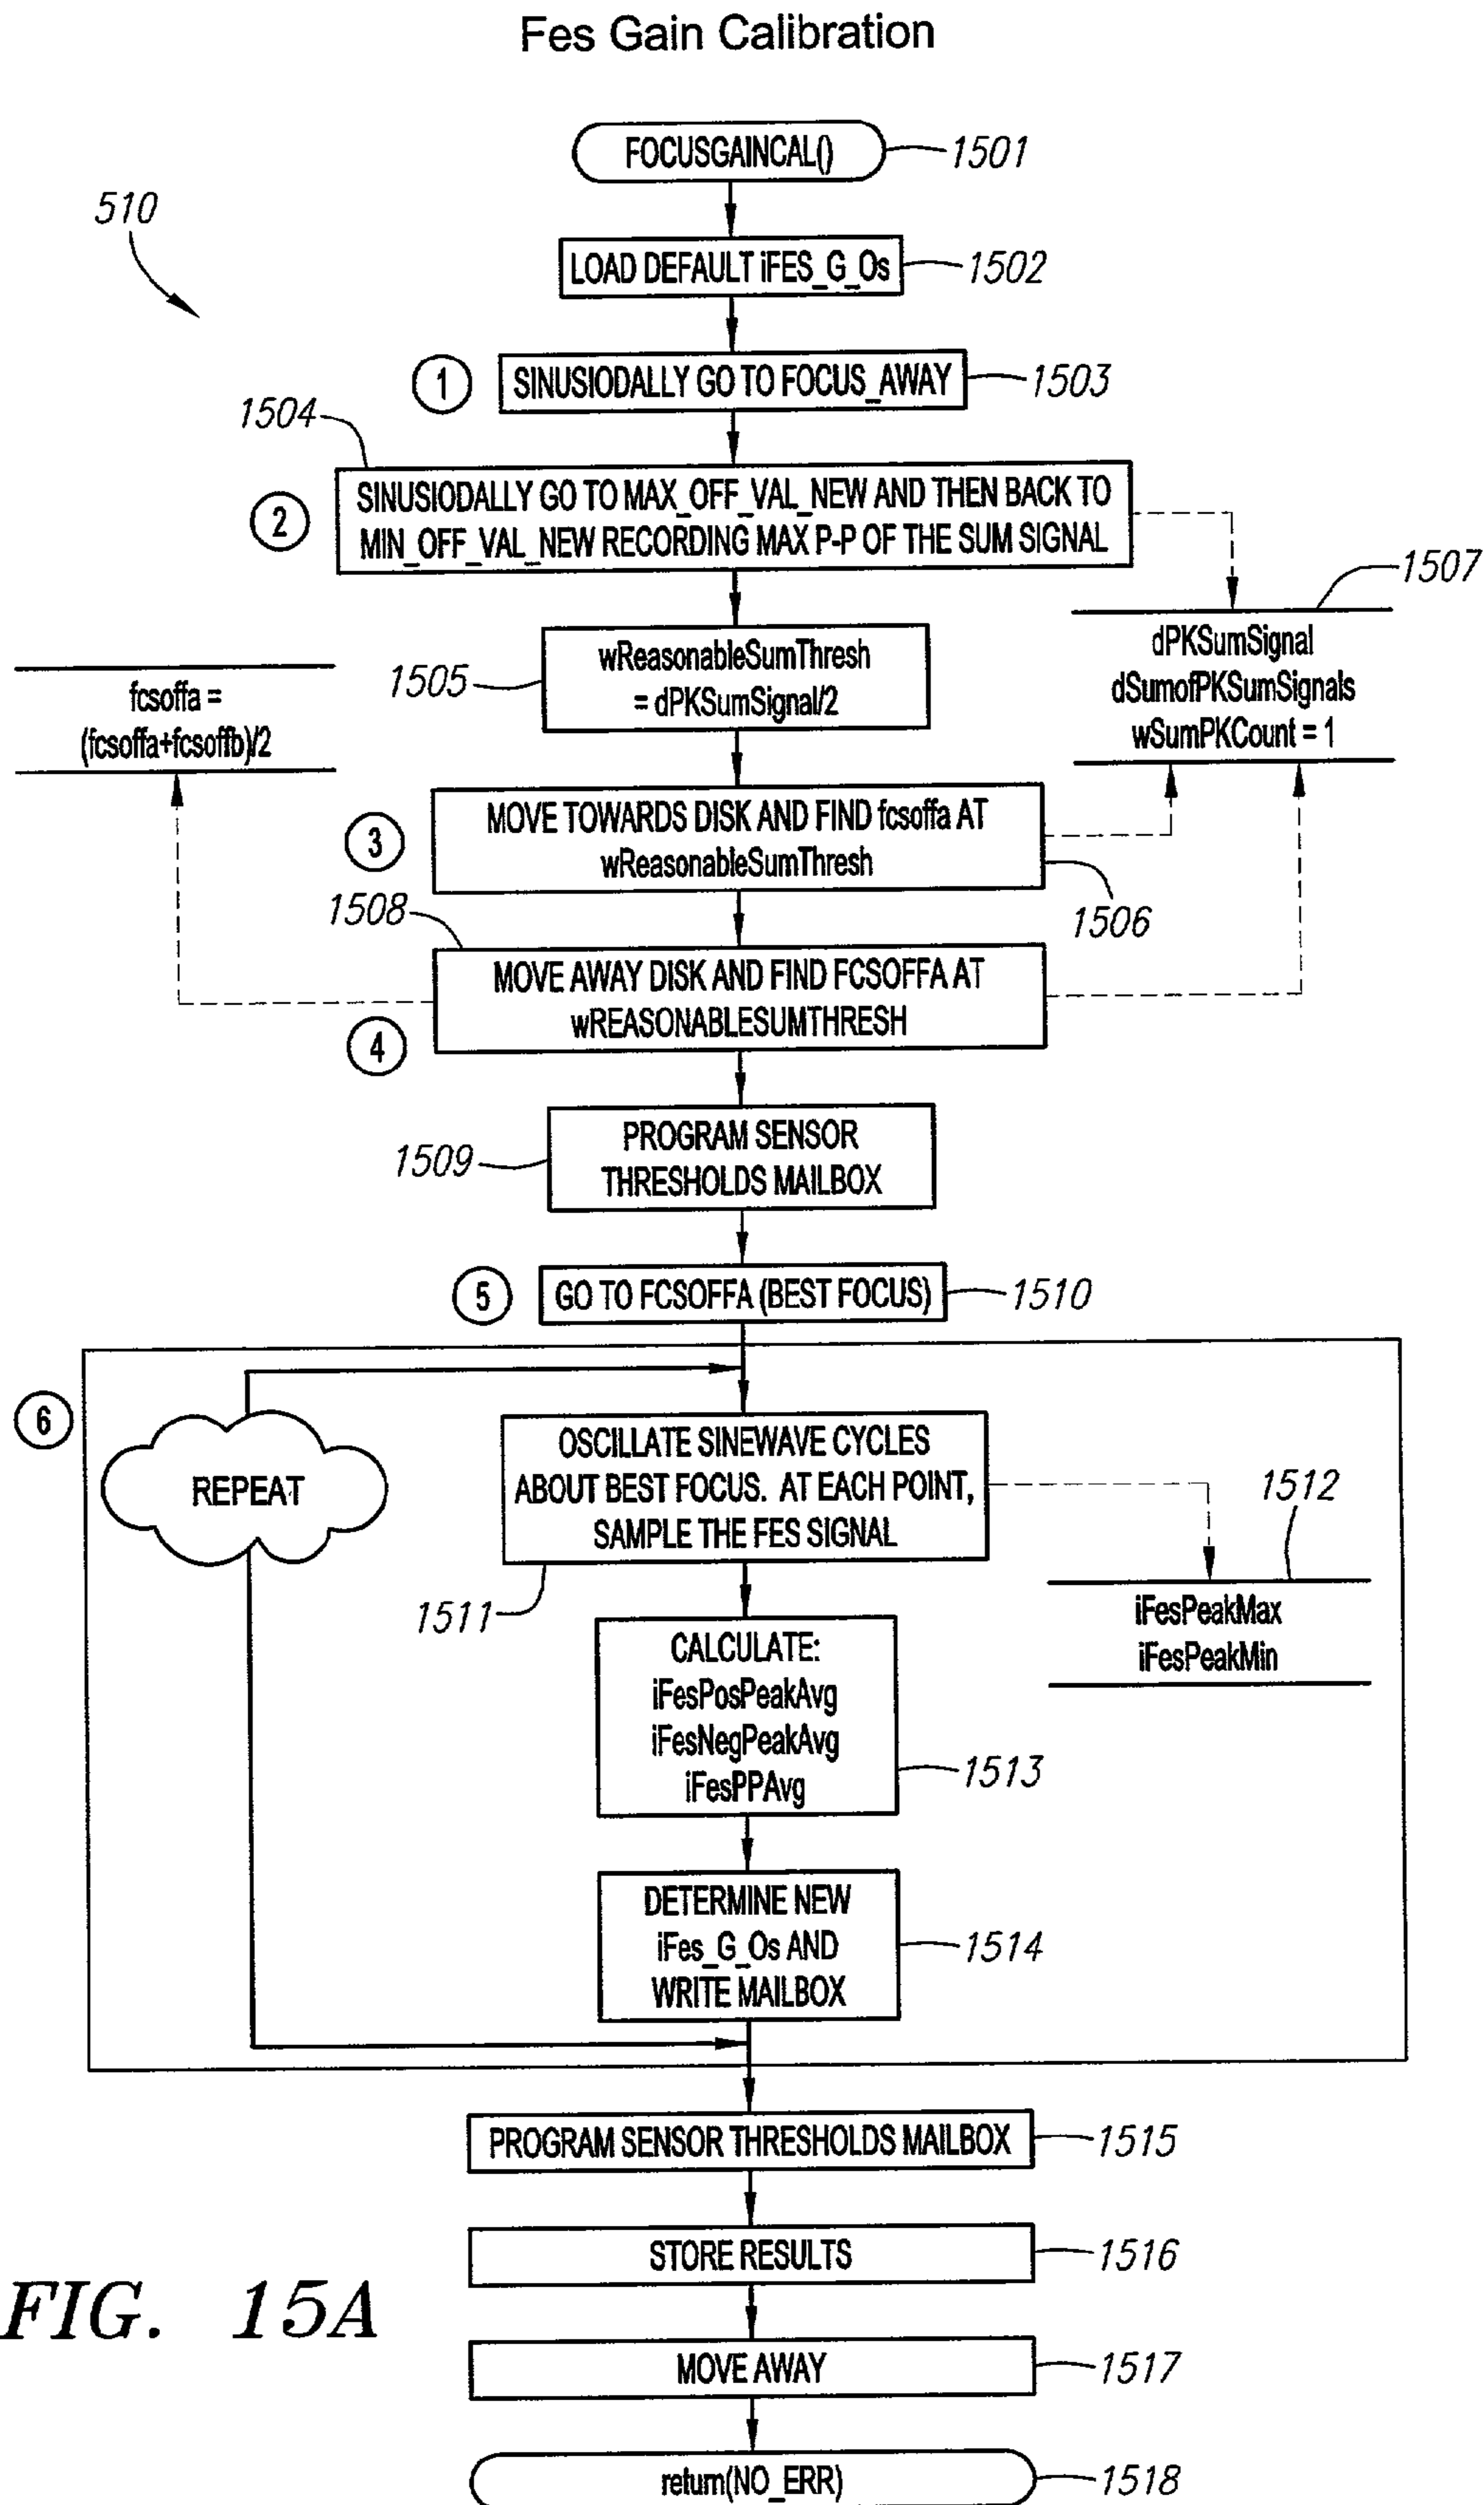 Fes Gain Calibration
FOCUSGAINCAL()
1501
510
LOAD DEFAULT iFES_G_Os
1502
1
SINUSIODALLY GO TO FOCUS_AWAY
1503
1504
2
SINUSIODALLY GO TO MAX_OFF_VAL_NEW AND THEN BACK TO
MIN_OFF_VAL_NEW RECORDING MAX P-P OF THE SUM SIGNAL
1507
dPKSumSignal
dSumofPKSumSignals
wSumPKCount = 1
1505
wReasonableSumThresh
= dPKSumSignal/2
fcsoffa =
(fcsoffa+fcsoffb)/2
3
MOVE TOWARDS DISK AND FIND fcsoffa AT
wReasonableSumThresh
1506
1508
MOVE AWAY DISK AND FIND FCSOFFA AT
wREASONABLESUMTHRESH
4
1509
PROGRAM SENSOR
THRESHOLDS MAILBOX
5
GO TO FCSOFFA (BEST FOCUS)
1510
6
REPEAT
OSCILLATE SINEWAVE CYCLES
ABOUT BEST FOCUS. AT EACH POINT,
SAMPLE THE FES SIGNAL
1511
1512
iFesPeakMax
iFesPeakMin
CALCULATE:
iFesPosPeakAvg
iFesNegPeakAvg
iFesPPAvg
1513
DETERMINE NEW
iFes_G_Os AND
WRITE MAILBOX
1514
PROGRAM SENSOR THRESHOLDS MAILBOX
1515
STORE RESULTS
1516
MOVE AWAY
1517
return(NO_ERR)
1518
FIG. 15A